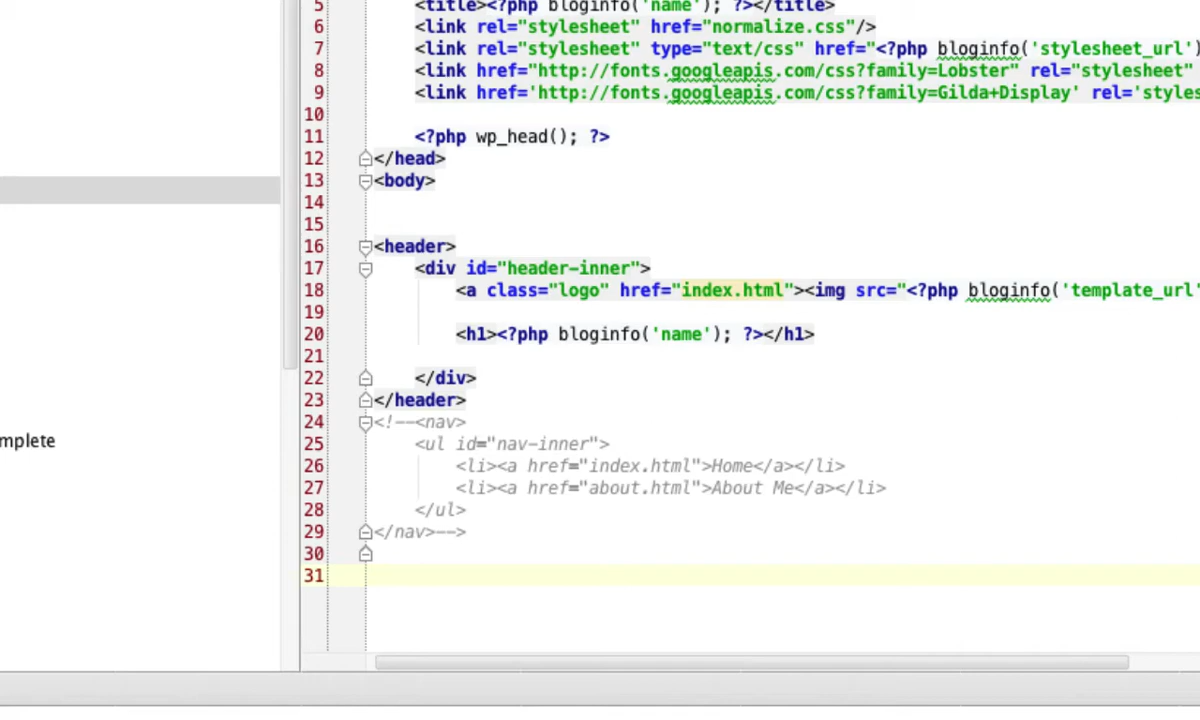 5 <title><?php bloginfo('name'); ?></title>
6 <link rel="stylesheet" href="normalize.css"/>
7 <link rel="stylesheet" type="text/css" href="<?php bloginfo('stylesheet_url')
8 <link href="http://fonts.googleapis.com/css?family=Lobster" rel="stylesheet"
9 <link href='http://fonts.googleapis.com/css?family=Gilda+Display' rel='styles
10
11 <?php wp_head(); ?>
12 </head>
13 <body>
14
15
16 <header>
17 <div id="header-inner">
18 <a class="logo" href="index.html"><img src="<?php bloginfo('template_url'
19
20 <h1><?php bloginfo('name'); ?></h1>
21
22 </div>
23 </header>
24 <!--<nav>
mplete
25 <ul id="nav-inner">
26 <li><a href="index.html">Home</a></li>
27 <li><a href="about.html">About Me</a></li>
28 </ul>
29 </nav>-->
30
31